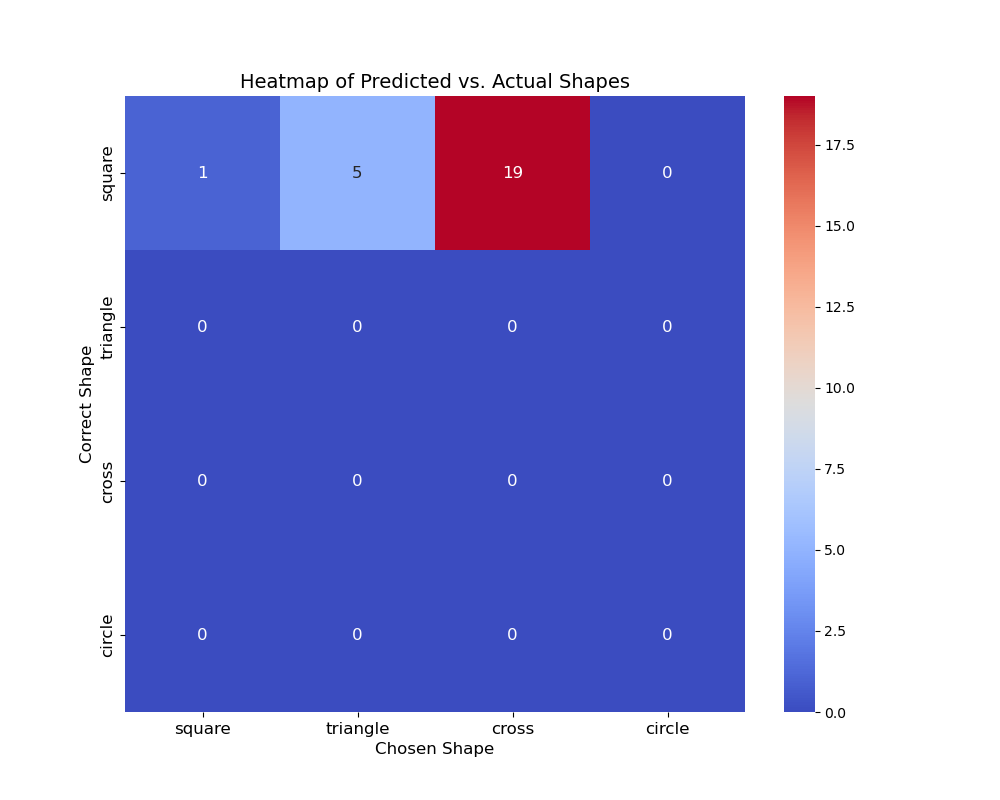 Heatmap of Predicted vs. Actual Shapes
Correct Shape
square
1 5 19 0
triangle
0 0 0 0
cross
0 0 0 0
circle
0 0 0 0
square triangle cross circle
Chosen Shape
17.5
15.0
12.5
10.0
7.5
5.0
2.5
0.0